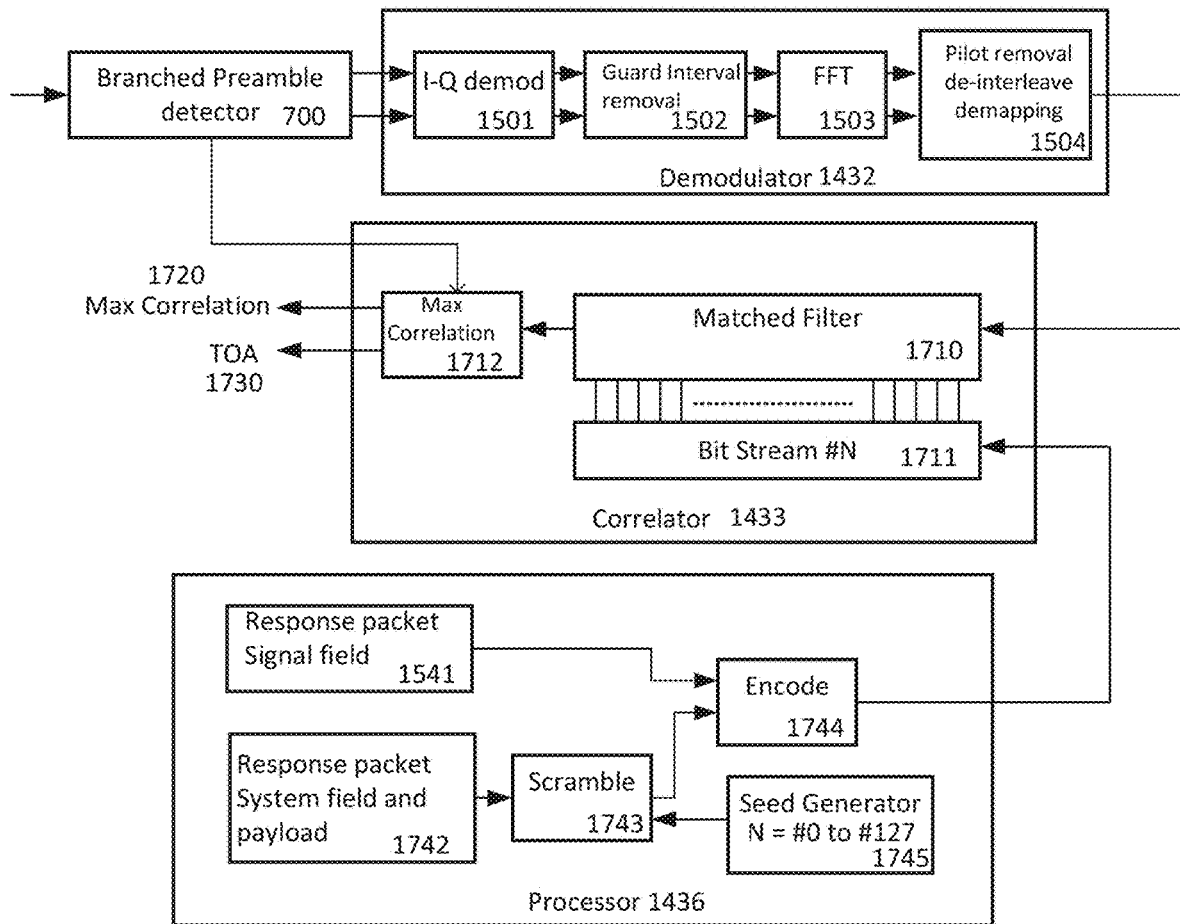 Branched Preamble
detector 700
I-Q demod
1501
Guard Interval
removal
1502
FFT
1503
Pilot removal
de-interleave
demapping
1504
Demodulator 1432
1720
Max Correlation
TOA
1730
Max
Correlation
1712
Matched Filter
1710
Bit Stream #N
1711
Correlator 1433
Response packet
Signal field
1541
Encode
1744
Response packet
System field and
payload
1742
Scramble
1743
Seed Generator
N = #0 to #127
1745
Processor 1436